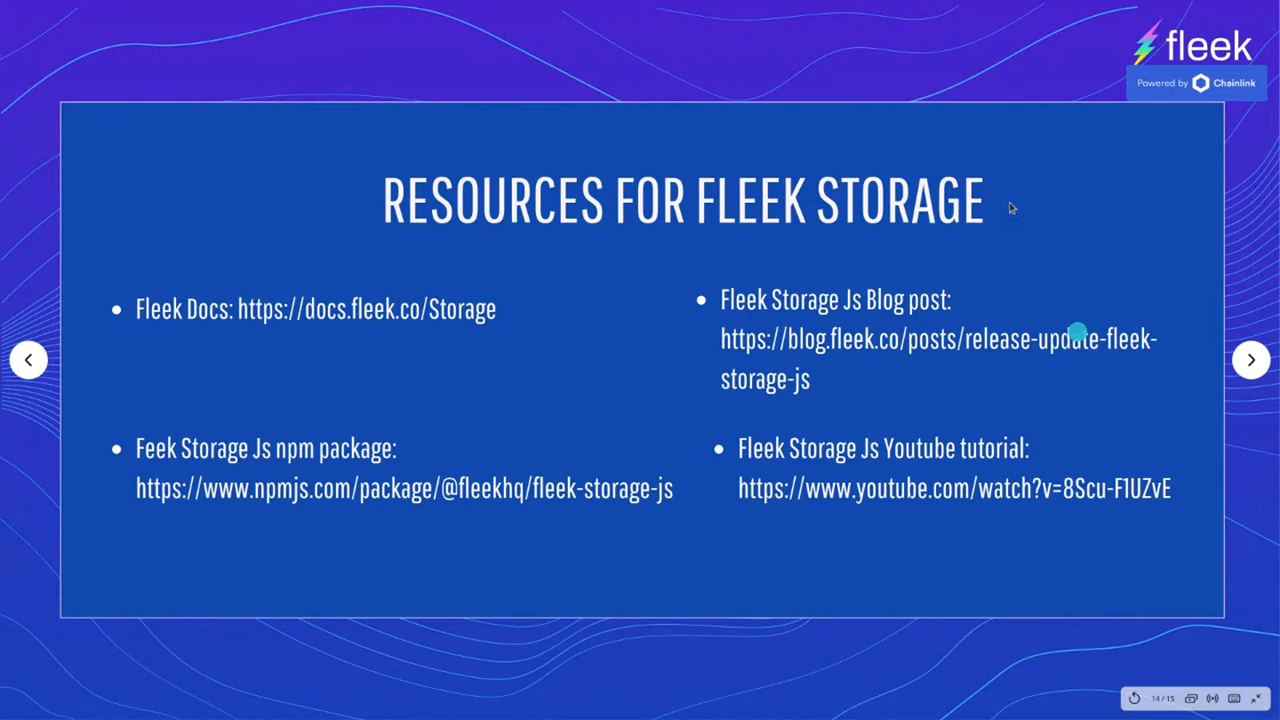 fleek
Powered by Chainlink
RESOURCES FOR FLEEK STORAGE
Fleek Docs: https://docs.fleek.co/Storage
Fleek Storage Js Blog post:
https://blog.fleek.co/posts/release-update-fleek-
storage-js
Feek Storage Js npm package:
https://www.npmjs.com/package/@fleekhq/fleek-storage-js
Fleek Storage Js Youtube tutorial:
https://www.youtube.com/watch?v=8Scu-F1UZvE
14 / 15